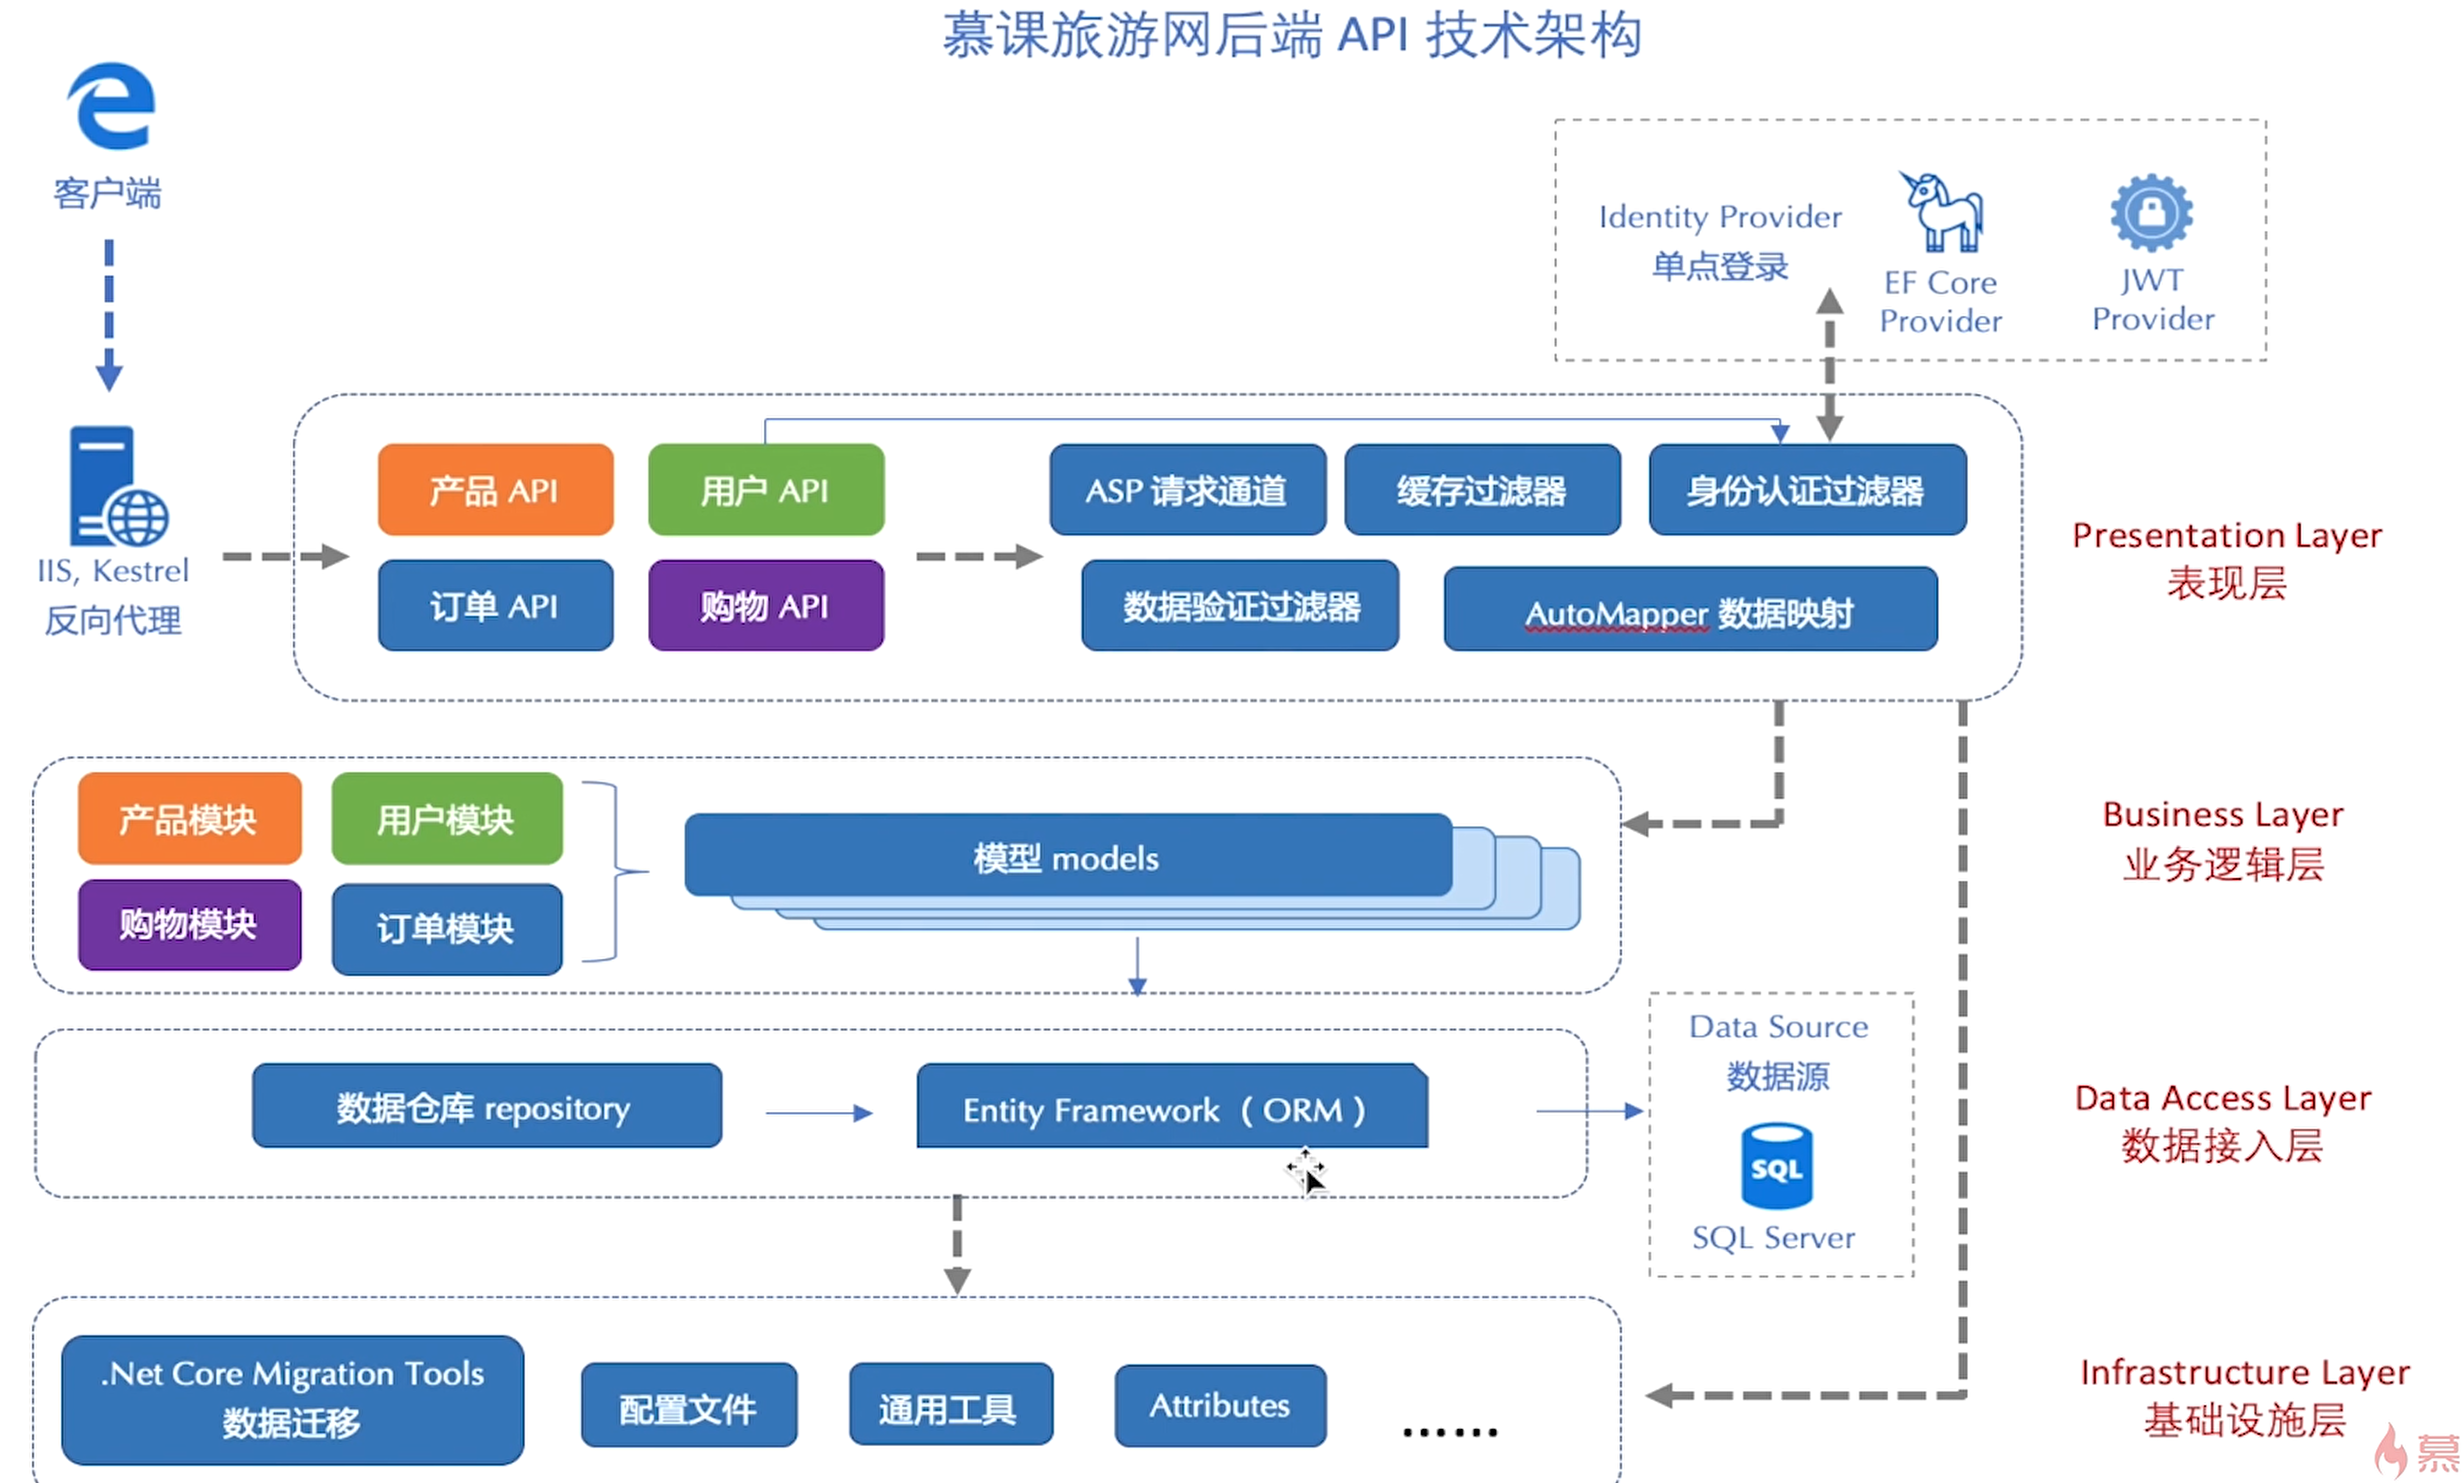 慕课旅游网后端 API 技术架构
客户端
Identity Provider
单点登录
EF Core
Provider
JWT
Provider
IIS, Kestrel
反向代理
产品 API
用户 API
订单 API
购物 API
ASP 请求通道
缓存过滤器
身份认证过滤器
数据验证过滤器
AutoMapper 数据映射
Presentation Layer
表现层
产品模块
用户模块
购物模块
订单模块
模型 models
Business Layer
业务逻辑层
数据仓库 repository
Entity Framework （ ORM ）
Data Source
数据源
SQL
SQL Server
Data Access Layer
数据接入层
.Net Core Migration Tools
数据迁移
配置文件
通用工具
Attributes
……
Infrastructure Layer
基础设施层
慕